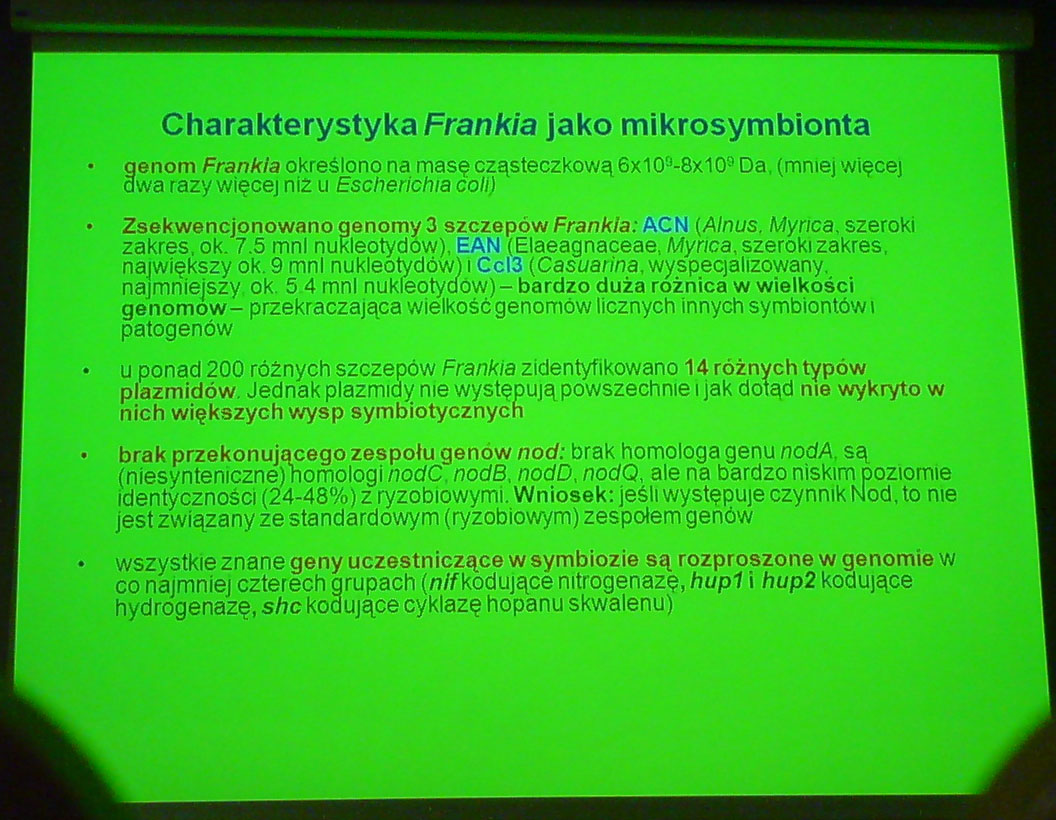 Charakterystyka Frankia jako mikrosymbionta
• genom Frankia określono na masę cząsteczkową 6x10⁹-8x10⁹ Da, (mniej więcej
dwa razy więcej niż u Escherichia coli)
• Zsekwencjonowano genomy 3 szczepów Frankia: ACN (Alnus, Myrica, szeroki
zakres, ok. 7.5 mnl nukleotydów), EAN (Elaeagnaceae, Myrica, szeroki zakres,
największy ok. 9 mnl nukleotydów) i CcI3 (Casuarina, wyspecjalizowany,
najmniejszy, ok. 5.4 mnl nukleotydów) – bardzo duża różnica w wielkości
genomów – przekraczająca wielkość genomów licznych innych symbiontów i
patogenów
• u ponad 200 różnych szczepów Frankia zidentyfikowano 14 różnych typów
plazmidów. Jednak plazmidy nie występują powszechnie i jak dotąd nie wykryto w
nich większych wysp symbiotycznych
• brak przekonującego zespołu genów nod: brak homologa genu nodA, są
(niesynteniczne) homologi nodC, nodB, nodD, nodQ, ale na bardzo niskim poziomie
identyczności (24-48%) z ryzobiowymi. Wniosek: jeśli występuje czynnik Nod, to nie
jest związany ze standardowym (ryzobiowym) zespołem genów
• wszystkie znane geny uczestniczące w symbiozie są rozproszone w genomie w
co najmniej czterech grupach (nif kodujące nitrogenazę, hup1 i hup2 kodujące
hydrogenazę, shc kodujące cyklazę hopanu skwalenu)